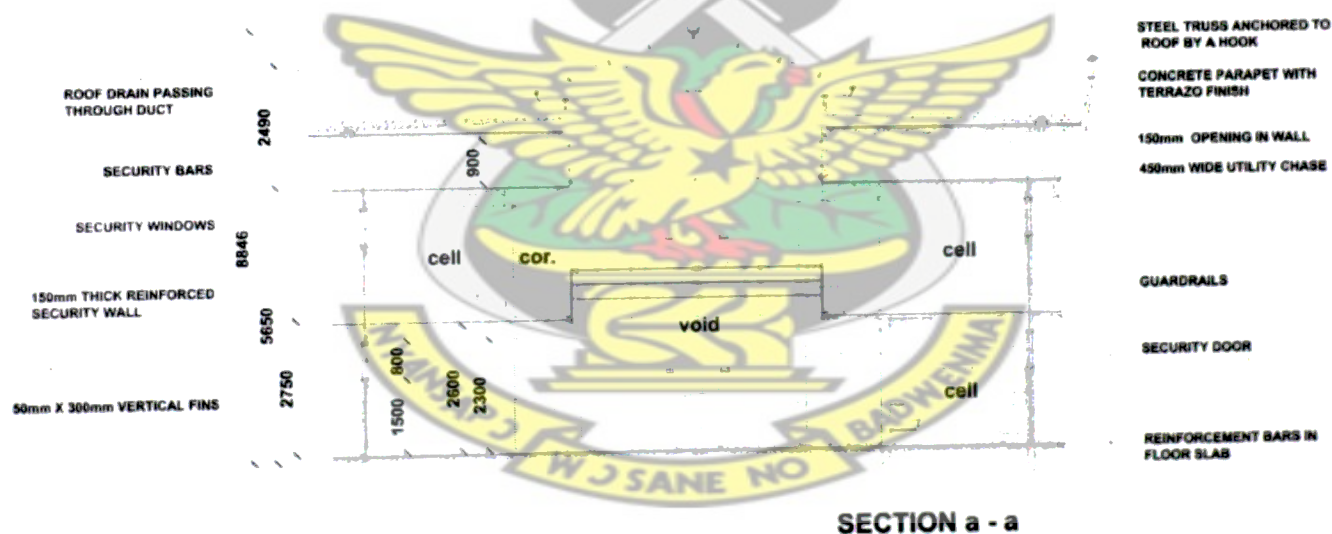 ROOF DRAIN PASSING
THROUGH DUCT
SECURITY BARS
SECURITY WINDOWS
150mm THICK REINFORCED
SECURITY WALL
50mm X 300mm VERTICAL FINS
2490
8846
5650
2750
900
800
1500
2600
2300
cell
cor.
void
cell
cell
STEEL TRUSS ANCHORED TO
ROOF BY A HOOK
CONCRETE PARAPET WITH
TERRAZO FINISH
150mm OPENING IN WALL
450mm WIDE UTILITY CHASE
GUARDRAILS
SECURITY DOOR
REINFORCEMENT BARS IN
FLOOR SLAB
NYANSAPƆ
WƆSANE NO
BADWENMA
SECTION a - a